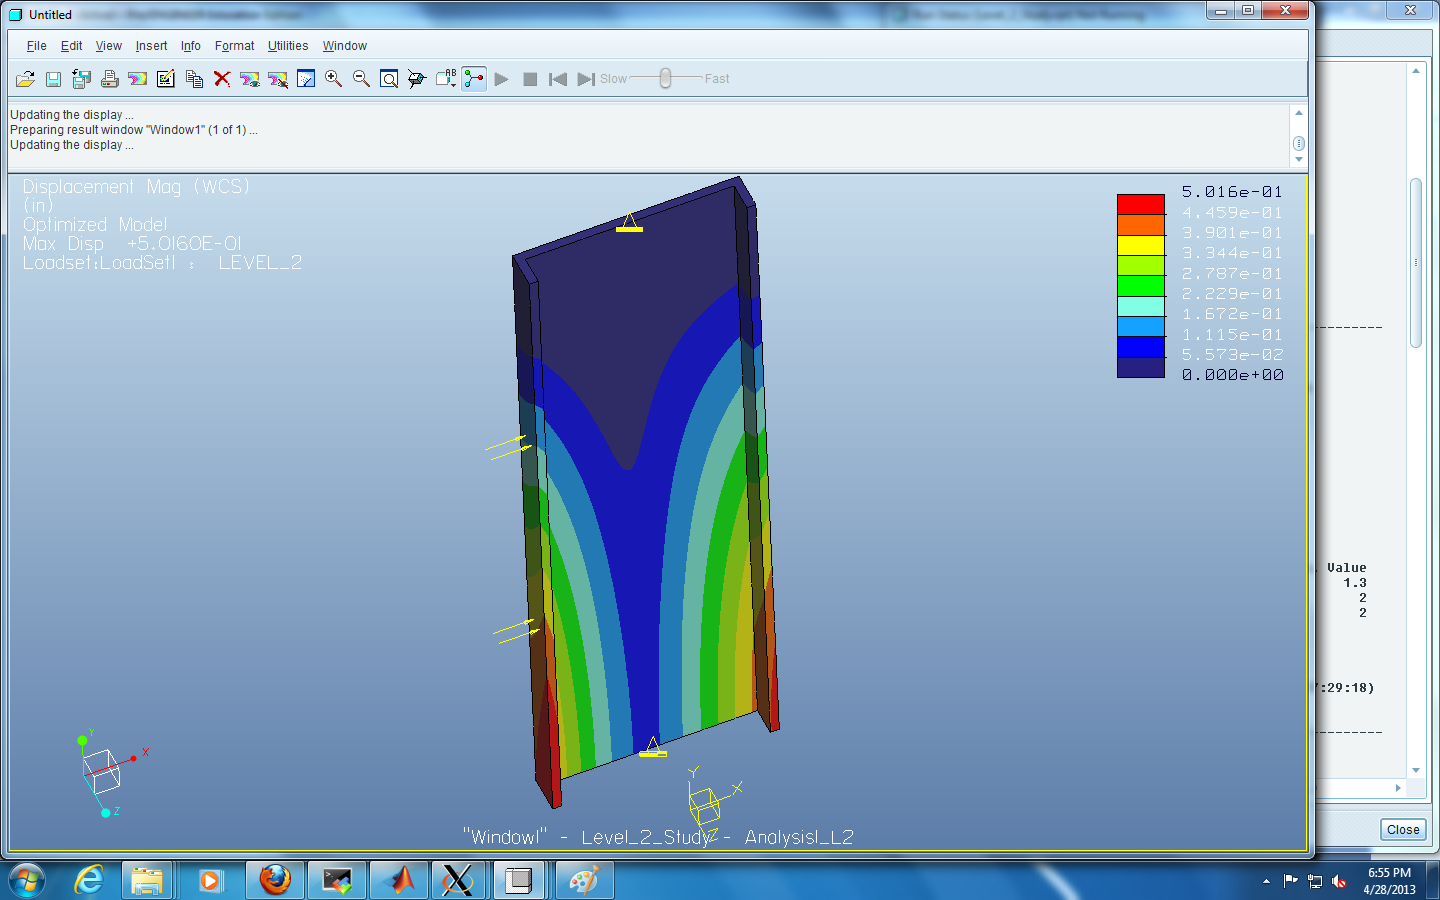 Untitled
File Edit View Insert Info Format Utilities Window
AB
Slow Fast
Updating the display ...
Preparing result window "Window1" (1 of 1) ...
Updating the display ...
Displacement Mag (WCS)
(in)
Optimized Model
Max Disp +5.0160E-01
Loadset:LoadSet1 : LEVEL_2
5.016e-01
4.459e-01
3.901e-01
3.344e-01
2.787e-01
2.229e-01
1.672e-01
1.115e-01
5.573e-02
0.000e+00
Value
1.3
2
2
7:29:18)
Y
X
Z
Y
X
Z
"Window1" - Level_2_Study - Analysis1_L2
Close
6:55 PM
4/28/2013